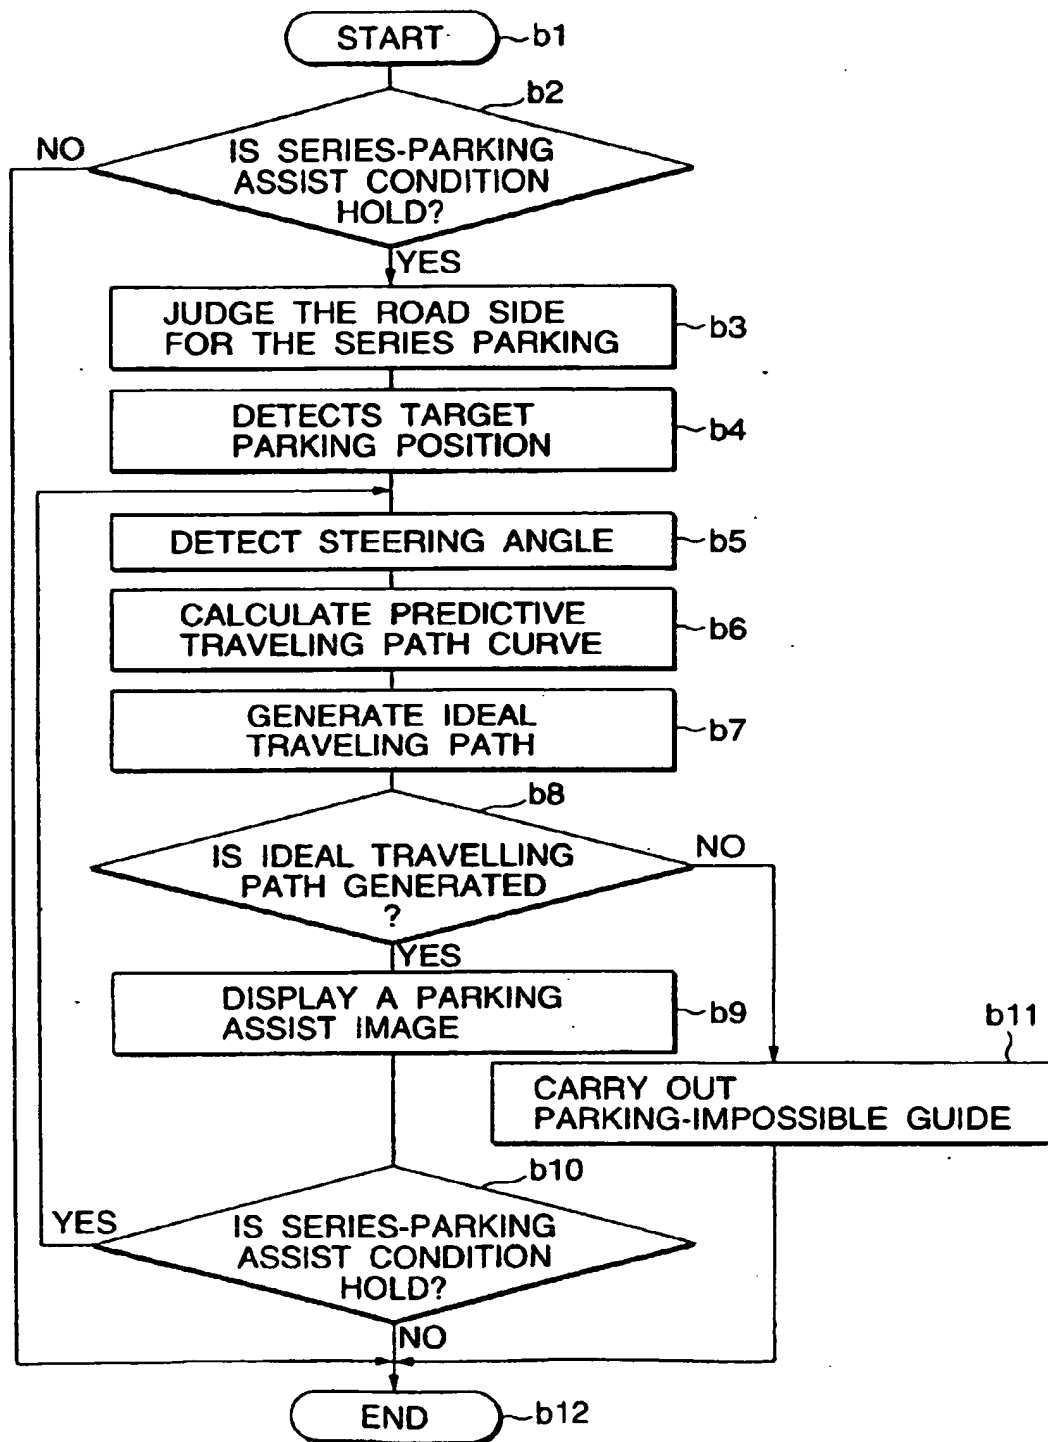 START
b1
b2
NO
IS SERIES-PARKING
ASSIST CONDITION
HOLD?
YES
JUDGE THE ROAD SIDE
FOR THE SERIES PARKING
b3
DETECTS TARGET
PARKING POSITION
b4
DETECT STEERING ANGLE
b5
CALCULATE PREDICTIVE
TRAVELING PATH CURVE
b6
GENERATE IDEAL
TRAVELING PATH
b7
b8
IS IDEAL TRAVELLING
PATH GENERATED
?
NO
YES
DISPLAY A PARKING
ASSIST IMAGE
b9
b11
CARRY OUT
PARKING-IMPOSSIBLE GUIDE
b10
YES
IS SERIES-PARKING
ASSIST CONDITION
HOLD?
NO
END
b12